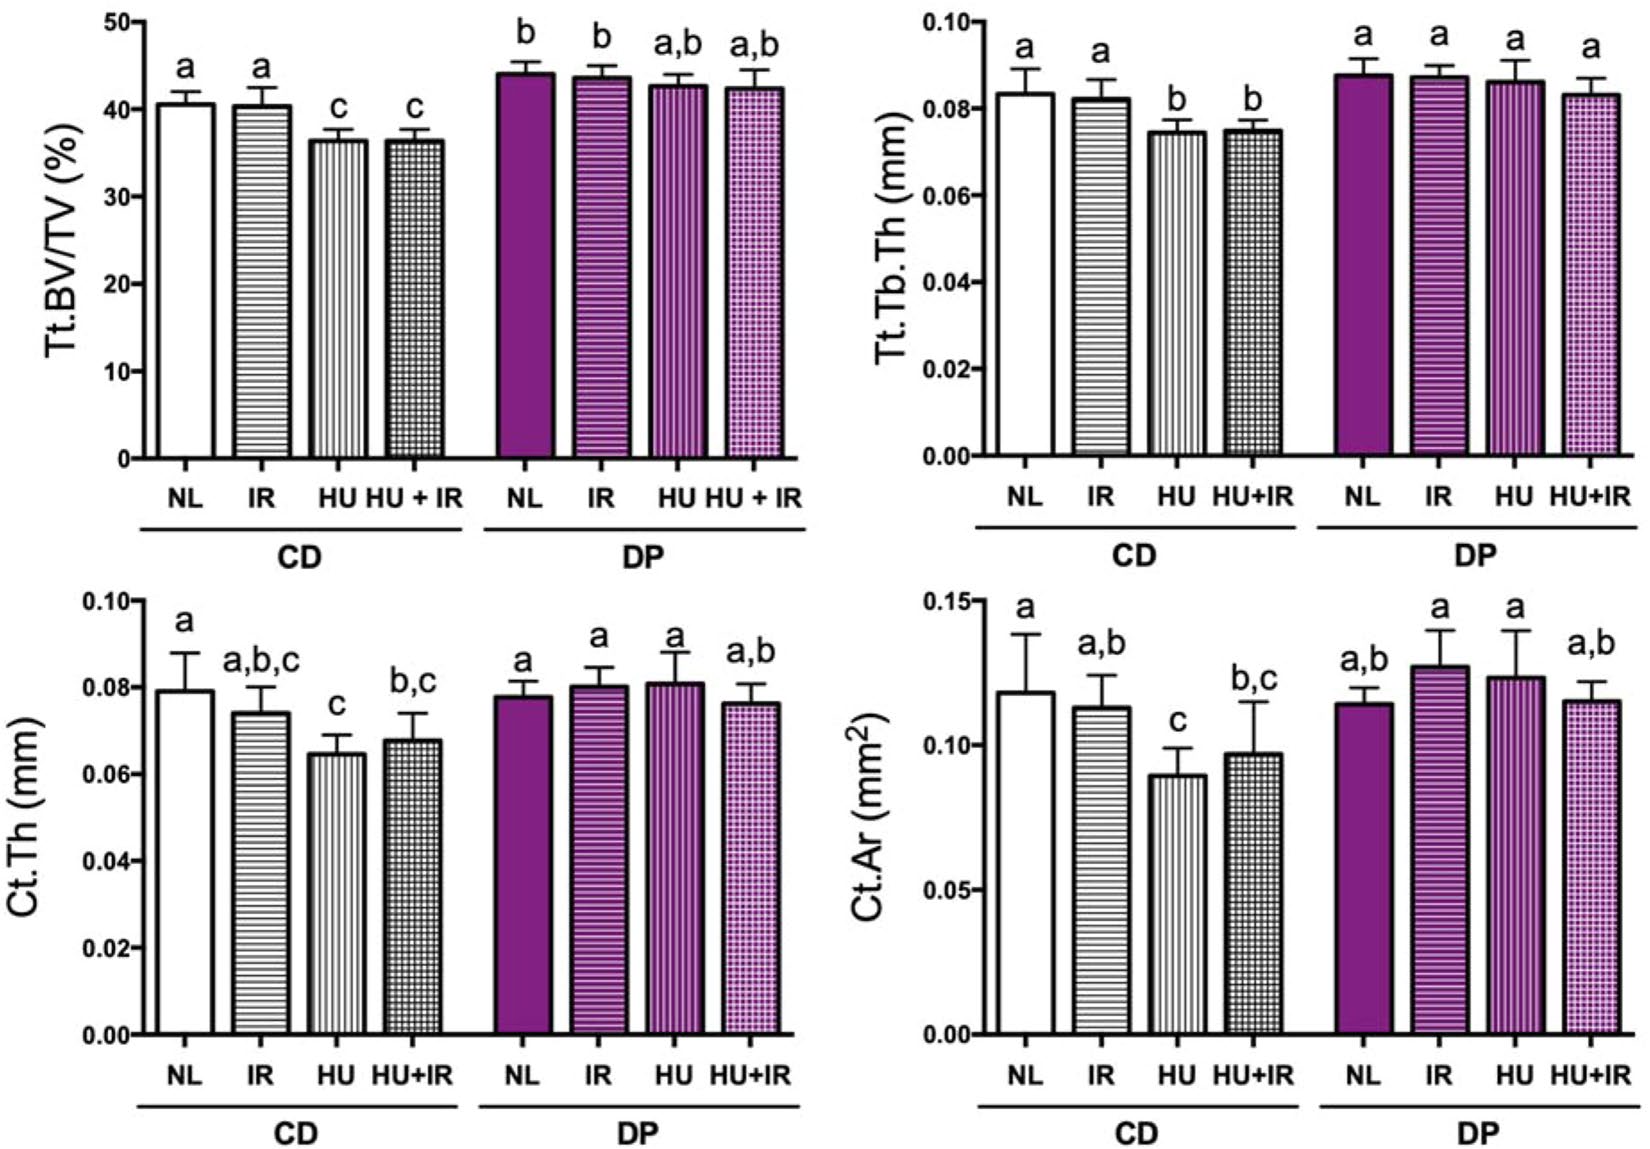 Tt.BV/TV (%)
50
40
30
20
10
0
a a c c b b a,b a,b
NL IR HU HU + IR NL IR HU HU + IR
CD DP
Tt.Tb.Th (mm)
0.10
0.08
0.06
0.04
0.02
0.00
a a b b a a a a
NL IR HU HU+IR NL IR HU HU+IR
CD DP
Ct.Th (mm)
0.10
0.08
0.06
0.04
0.02
0.00
a a,b,c c b,c a a a a,b
NL IR HU HU+IR NL IR HU HU+IR
CD DP
Ct.Ar (mm²)
0.15
0.10
0.05
0.00
a a,b c b,c a,b a a a,b
NL IR HU HU+IR NL IR HU HU+IR
CD DP